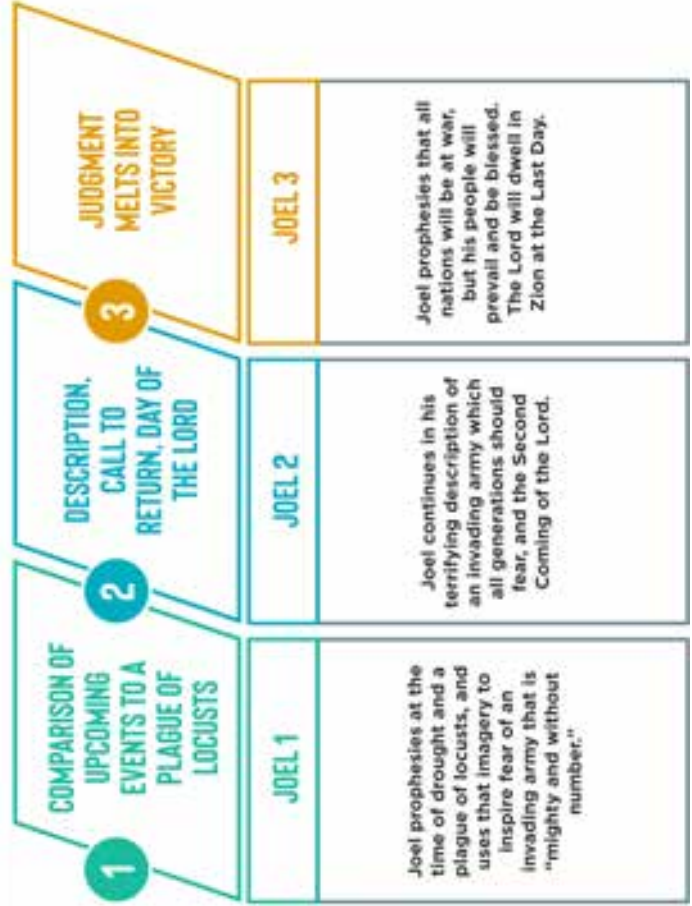 1
COMPARISON OF
UPCOMING
EVENTS TO A
PLAGUE OF
LOCUSTS
JOEL 1
Joel prophesies at the
time of drought and a
plague of locusts, and
uses that imagery to
inspire fear of an
invading army that is
“mighty and without
number.”
2
DESCRIPTION,
CALL TO
RETURN, DAY OF
THE LORD
JOEL 2
Joel continues in his
terrifying description of
an invading army which
all generations should
fear, and the Second
Coming of the Lord.
3
JUDGMENT
MELTS INTO
VICTORY
JOEL 3
Joel prophesies that all
nations will be at war,
but his people will
prevail and be blessed.
The Lord will dwell in
Zion at the Last Day.